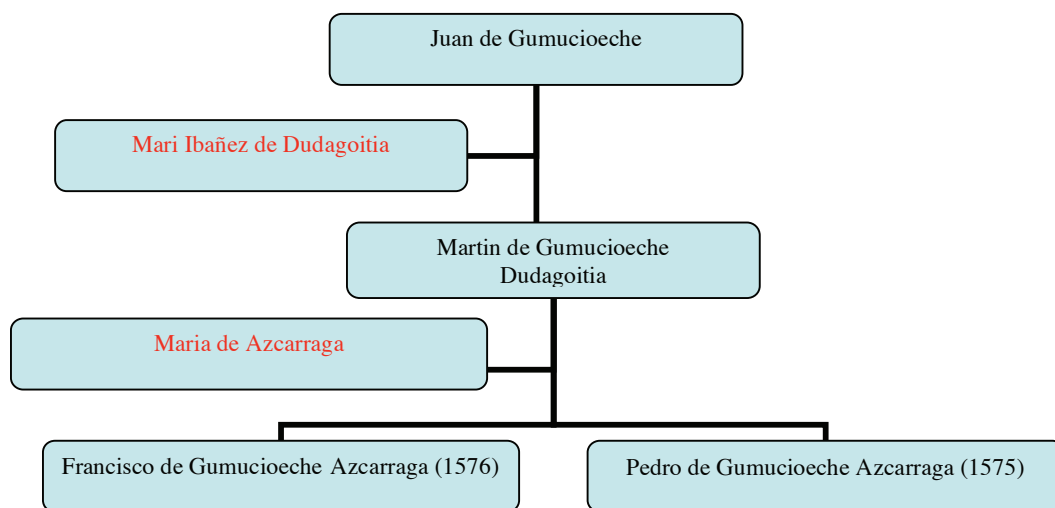 Juan de Gumucioeche
Mari Ibañez de Dudagoitia
Martin de Gumucioeche
Dudagoitia
Maria de Azcarraga
Francisco de Gumucioeche Azcarraga (1576)
Pedro de Gumucioeche Azcarraga (1575)